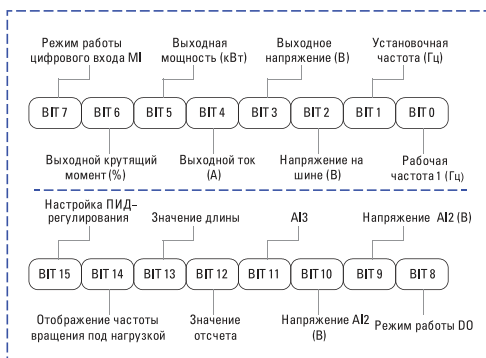 Режим работы
цифрового входа MI
Выходная
мощность (кВт)
Выходное
напряжение (В)
Установочная
частота (Гц)
BIT 7
BIT 6
BIT 5
BIT 4
BIT 3
BIT 2
BIT 1
BIT 0
Выходной крутящий
момент (%)
Выходной ток
(А)
Напряжение на
шине (В)
Рабочая
частота 1 (Гц)
Настройка ПИД–
регулирования
Значение длины
AI3
Напряжение AI2 (В)
BIT 15
BIT 14
BIT 13
BIT 12
BIT 11
BIT 10
BIT 9
BIT 8
Отображение частоты
вращения под нагрузкой
Значение
отсчета
Напряжение AI2
(В)
Режим работы DO